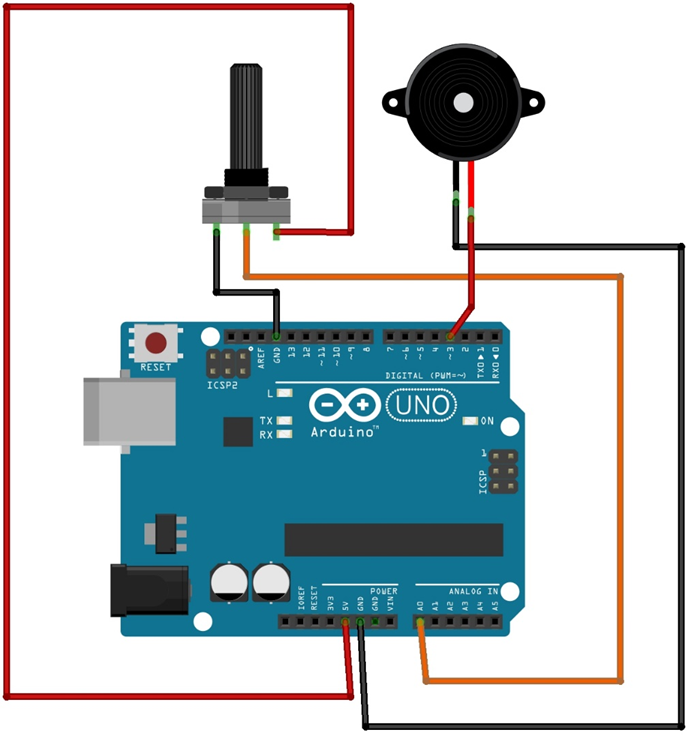 RESET
ICSP2
AREF
GND
13
12
~11
~10
~9
8
7
~6
~5
4
~3
2
TX0▶1
RX0◀0
DIGITAL (PWM=~)
L
TX
RX
Arduino™
UNO
ON
1
ICSP
POWER
ANALOG IN
IOREF
RESET
3V3
5V
GND
GND
VIN
A0
A1
A2
A3
A4
A5